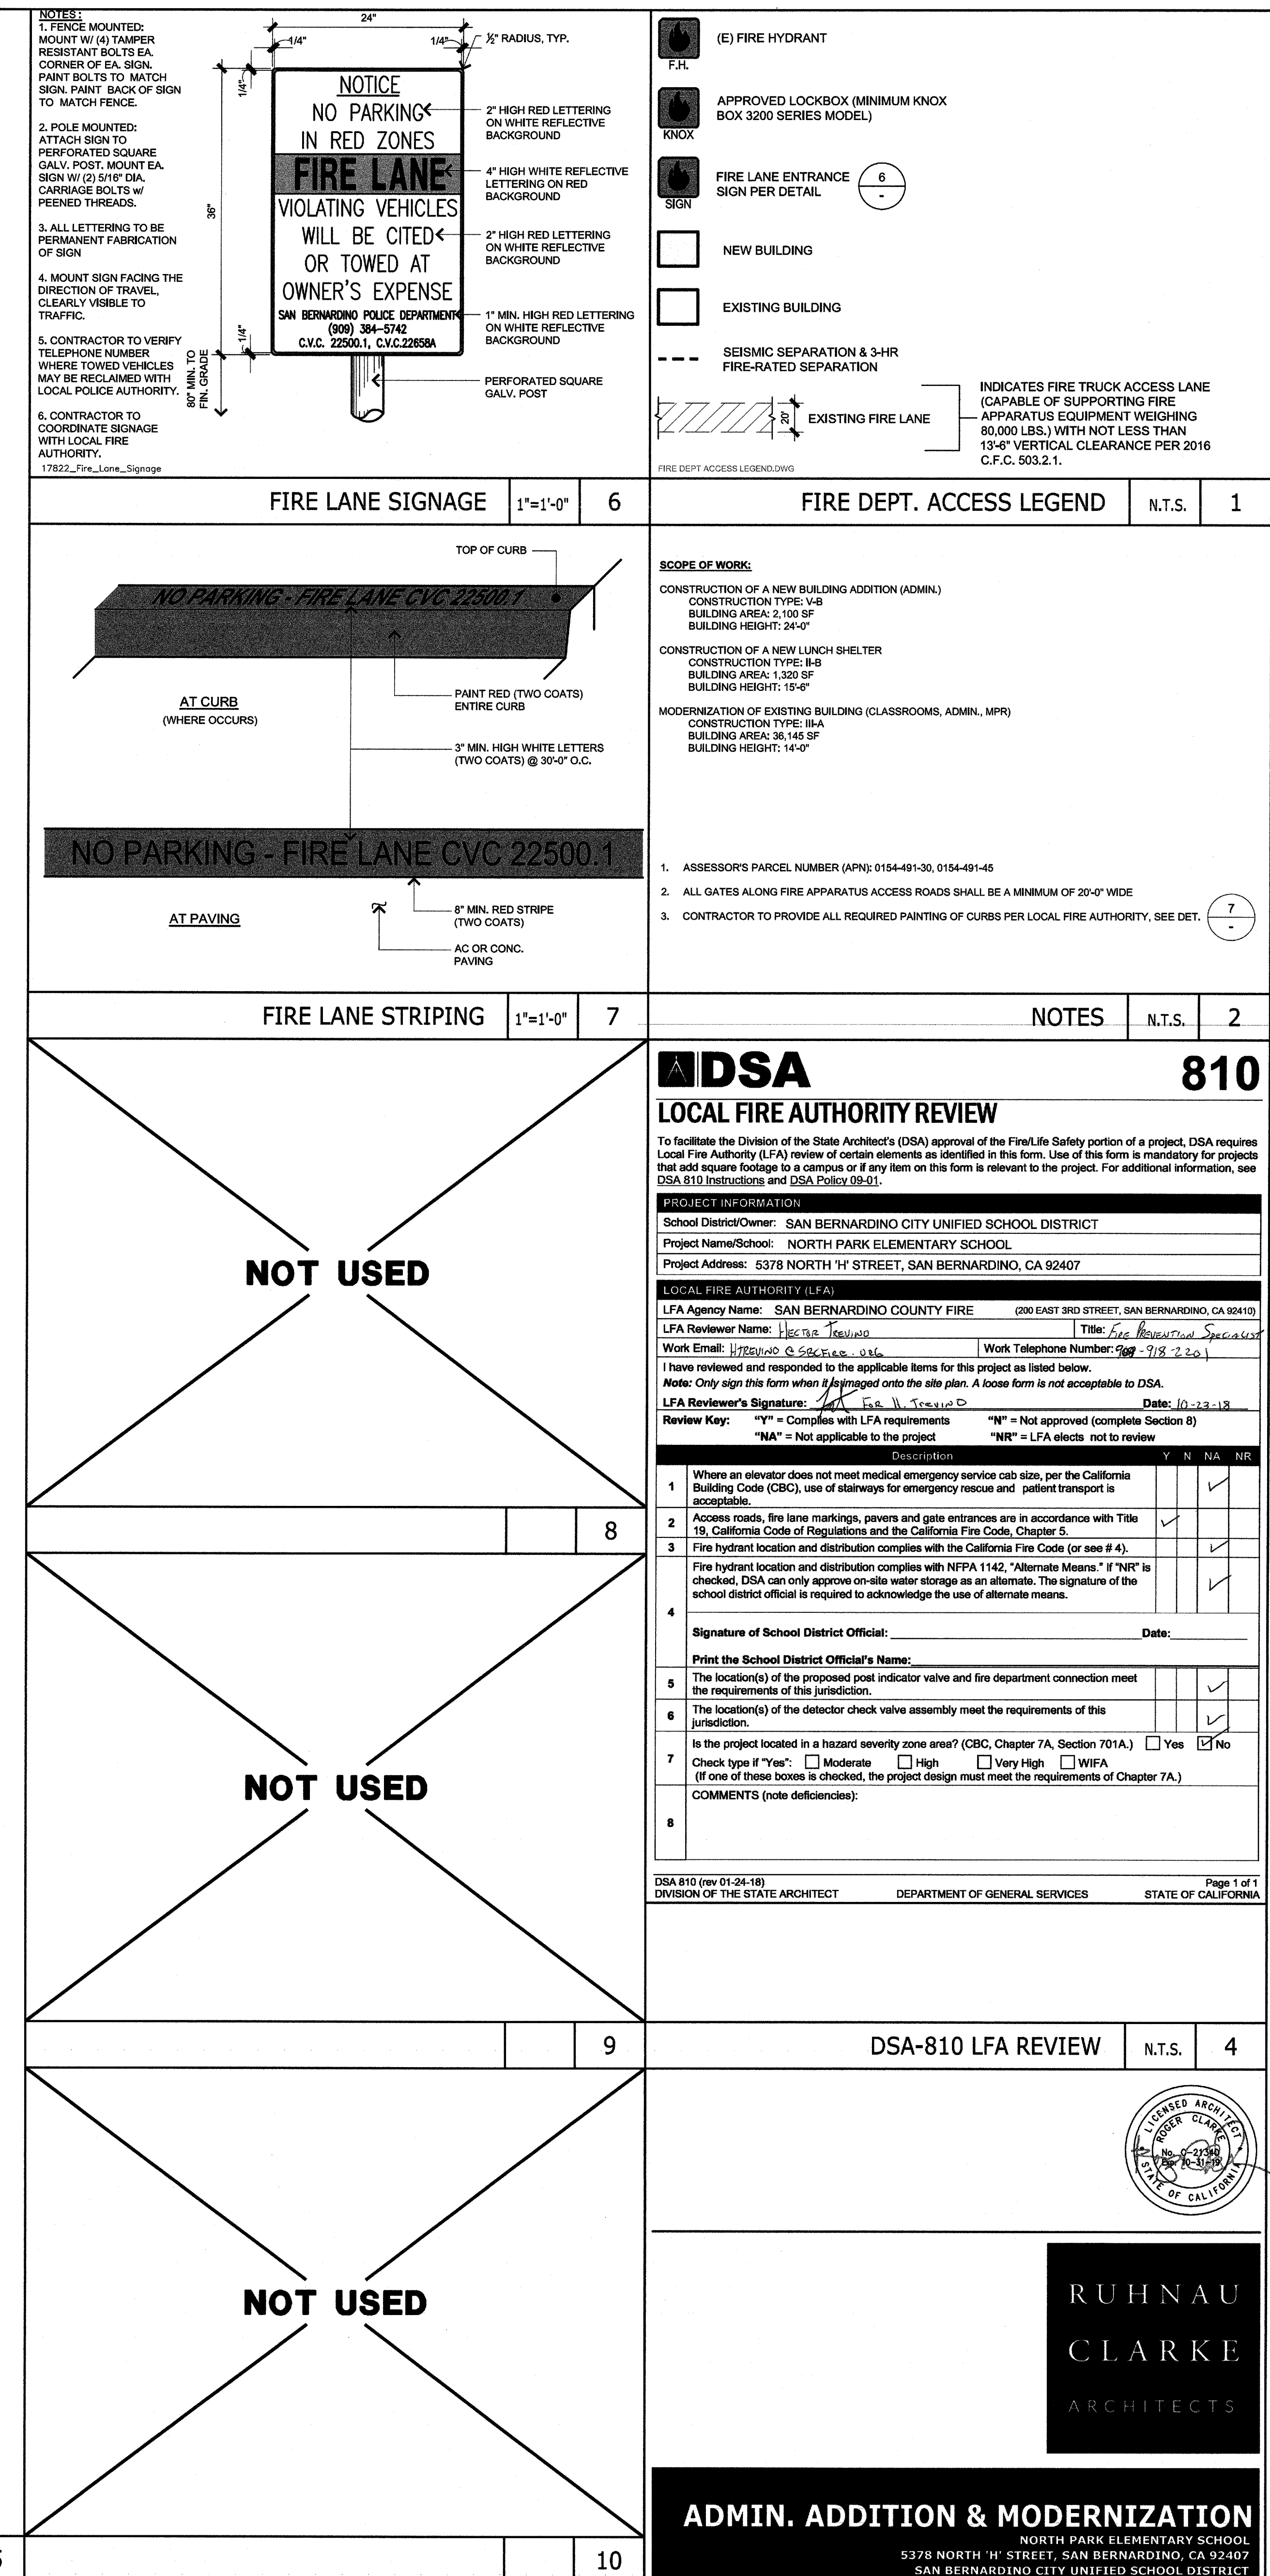 NOTES:
1. FENCE MOUNTED:
MOUNT W/ (4) TAMPER
RESISTANT BOLTS EA.
CORNER OF EA. SIGN.
PAINT BOLTS TO MATCH
SIGN. PAINT BACK OF SIGN
TO MATCH FENCE.
2. POLE MOUNTED:
ATTACH SIGN TO
PERFORATED SQUARE
GALV. POST. MOUNT EA.
SIGN W/ (2) 5/16" DIA.
CARRIAGE BOLTS w/
PEENED THREADS.
3. ALL LETTERING TO BE
PERMANENT FABRICATION
OF SIGN
4. MOUNT SIGN FACING THE
DIRECTION OF TRAVEL,
CLEARLY VISIBLE TO
TRAFFIC.
5. CONTRACTOR TO VERIFY
TELEPHONE NUMBER
WHERE TOWED VEHICLES
MAY BE RECLAIMED WITH
LOCAL POLICE AUTHORITY.
6. CONTRACTOR TO
COORDINATE SIGNAGE
WITH LOCAL FIRE
AUTHORITY.
17822_Fire_Lane_Signage
24"
1/4"
1/4"
½" RADIUS, TYP.
1/4"
36"
1/4"
80" MIN. TO
FIN. GRADE
NOTICE
NO PARKING
IN RED ZONES
FIRE LANE
VIOLATING VEHICLES
WILL BE CITED
OR TOWED AT
OWNER'S EXPENSE
SAN BERNARDINO POLICE DEPARTMENT
(909) 384-5742
C.V.C. 22500.1, C.V.C.22658A
2" HIGH RED LETTERING
ON WHITE REFLECTIVE
BACKGROUND
4" HIGH WHITE REFLECTIVE
LETTERING ON RED
BACKGROUND
2" HIGH RED LETTERING
ON WHITE REFLECTIVE
BACKGROUND
1" MIN. HIGH RED LETTERING
ON WHITE REFLECTIVE
BACKGROUND
PERFORATED SQUARE
GALV. POST
FIRE LANE SIGNAGE 1"=1'-0" 6
F.H.
(E) FIRE HYDRANT
KNOX
APPROVED LOCKBOX (MINIMUM KNOX
BOX 3200 SERIES MODEL)
SIGN
FIRE LANE ENTRANCE
SIGN PER DETAIL
6
-
NEW BUILDING
EXISTING BUILDING
SEISMIC SEPARATION & 3-HR
FIRE-RATED SEPARATION
20'
EXISTING FIRE LANE
INDICATES FIRE TRUCK ACCESS LANE
(CAPABLE OF SUPPORTING FIRE
APPARATUS EQUIPMENT WEIGHING
80,000 LBS.) WITH NOT LESS THAN
13'-6" VERTICAL CLEARANCE PER 2016
C.F.C. 503.2.1.
FIRE DEPT ACCESS LEGEND.DWG
FIRE DEPT. ACCESS LEGEND N.T.S. 1
TOP OF CURB
NO PARKING - FIRE LANE CVC 22500.1
AT CURB
(WHERE OCCURS)
PAINT RED (TWO COATS)
ENTIRE CURB
3" MIN. HIGH WHITE LETTERS
(TWO COATS) @ 30'-0" O.C.
NO PARKING - FIRE LANE CVC 22500.1
AT PAVING
8" MIN. RED STRIPE
(TWO COATS)
AC OR CONC.
PAVING
FIRE LANE STRIPING 1"=1'-0" 7
SCOPE OF WORK:
CONSTRUCTION OF A NEW BUILDING ADDITION (ADMIN.)
CONSTRUCTION TYPE: V-B
BUILDING AREA: 2,100 SF
BUILDING HEIGHT: 24'-0"
CONSTRUCTION OF A NEW LUNCH SHELTER
CONSTRUCTION TYPE: II-B
BUILDING AREA: 1,320 SF
BUILDING HEIGHT: 15'-6"
MODERNIZATION OF EXISTING BUILDING (CLASSROOMS, ADMIN., MPR)
CONSTRUCTION TYPE: III-A
BUILDING AREA: 36,145 SF
BUILDING HEIGHT: 14'-0"
1. ASSESSOR'S PARCEL NUMBER (APN): 0154-491-30, 0154-491-45
2. ALL GATES ALONG FIRE APPARATUS ACCESS ROADS SHALL BE A MINIMUM OF 20'-0" WIDE
3. CONTRACTOR TO PROVIDE ALL REQUIRED PAINTING OF CURBS PER LOCAL FIRE AUTHORITY, SEE DET.
7
-
NOTES N.T.S. 2
NOT USED
8
NOT USED
9
NOT USED
10
DSA 810
LOCAL FIRE AUTHORITY REVIEW
To facilitate the Division of the State Architect's (DSA) approval of the Fire/Life Safety portion of a project, DSA requires
Local Fire Authority (LFA) review of certain elements as identified in this form. Use of this form is mandatory for projects
that add square footage to a campus or if any item on this form is relevant to the project. For additional information, see
DSA 810 Instructions and DSA Policy 09-01.
PROJECT INFORMATION
School District/Owner: SAN BERNARDINO CITY UNIFIED SCHOOL DISTRICT
Project Name/School: NORTH PARK ELEMENTARY SCHOOL
Project Address: 5378 NORTH 'H' STREET, SAN BERNARDINO, CA 92407
LOCAL FIRE AUTHORITY (LFA)
LFA Agency Name: SAN BERNARDINO COUNTY FIRE (200 EAST 3RD STREET, SAN BERNARDINO, CA 92410)
LFA Reviewer Name: HECTOR TREVINO Title: FIRE PREVENTION SPECIALIST
Work Email: HTREVINO @ SBCFIRE.ORG Work Telephone Number: 909-918-2201
I have reviewed and responded to the applicable items for this project as listed below.
Note: Only sign this form when it is imaged onto the site plan. A loose form is not acceptable to DSA.
LFA Reviewer's Signature: FOR H. TREVINO Date: 10-23-18
Review Key: "Y" = Complies with LFA requirements "N" = Not approved (complete Section 8)
"NA" = Not applicable to the project "NR" = LFA elects not to review
Description Y N NA NR
1 Where an elevator does not meet medical emergency service cab size, per the California
Building Code (CBC), use of stairways for emergency rescue and patient transport is
acceptable.
2 Access roads, fire lane markings, pavers and gate entrances are in accordance with Title
19, California Code of Regulations and the California Fire Code, Chapter 5.
3 Fire hydrant location and distribution complies with the California Fire Code (or see # 4).
4 Fire hydrant location and distribution complies with NFPA 1142, "Alternate Means." If "NR" is
checked, DSA can only approve on-site water storage as an alternate. The signature of the
school district official is required to acknowledge the use of alternate means.
Signature of School District Official: Date:
Print the School District Official's Name:
5 The location(s) of the proposed post indicator valve and fire department connection meet
the requirements of this jurisdiction.
6 The location(s) of the detector check valve assembly meet the requirements of this
jurisdiction.
7 Is the project located in a hazard severity zone area? (CBC, Chapter 7A, Section 701A.) Yes No
Check type if "Yes": Moderate High Very High WIFA
(If one of these boxes is checked, the project design must meet the requirements of Chapter 7A.)
8 COMMENTS (note deficiencies):
DSA 810 (rev 01-24-18) Page 1 of 1
DIVISION OF THE STATE ARCHITECT DEPARTMENT OF GENERAL SERVICES STATE OF CALIFORNIA
DSA-810 LFA REVIEW N.T.S. 4
LICENSED ARCHITECT
ROGER CLARKE
No. C-21340
Exp. 10-31-19
STATE OF CALIFORNIA
RUHNAU
CLARKE
ARCHITECTS
ADMIN. ADDITION & MODERNIZATION
NORTH PARK ELEMENTARY SCHOOL
5378 NORTH 'H' STREET, SAN BERNARDINO, CA 92407
SAN BERNARDINO CITY UNIFIED SCHOOL DISTRICT